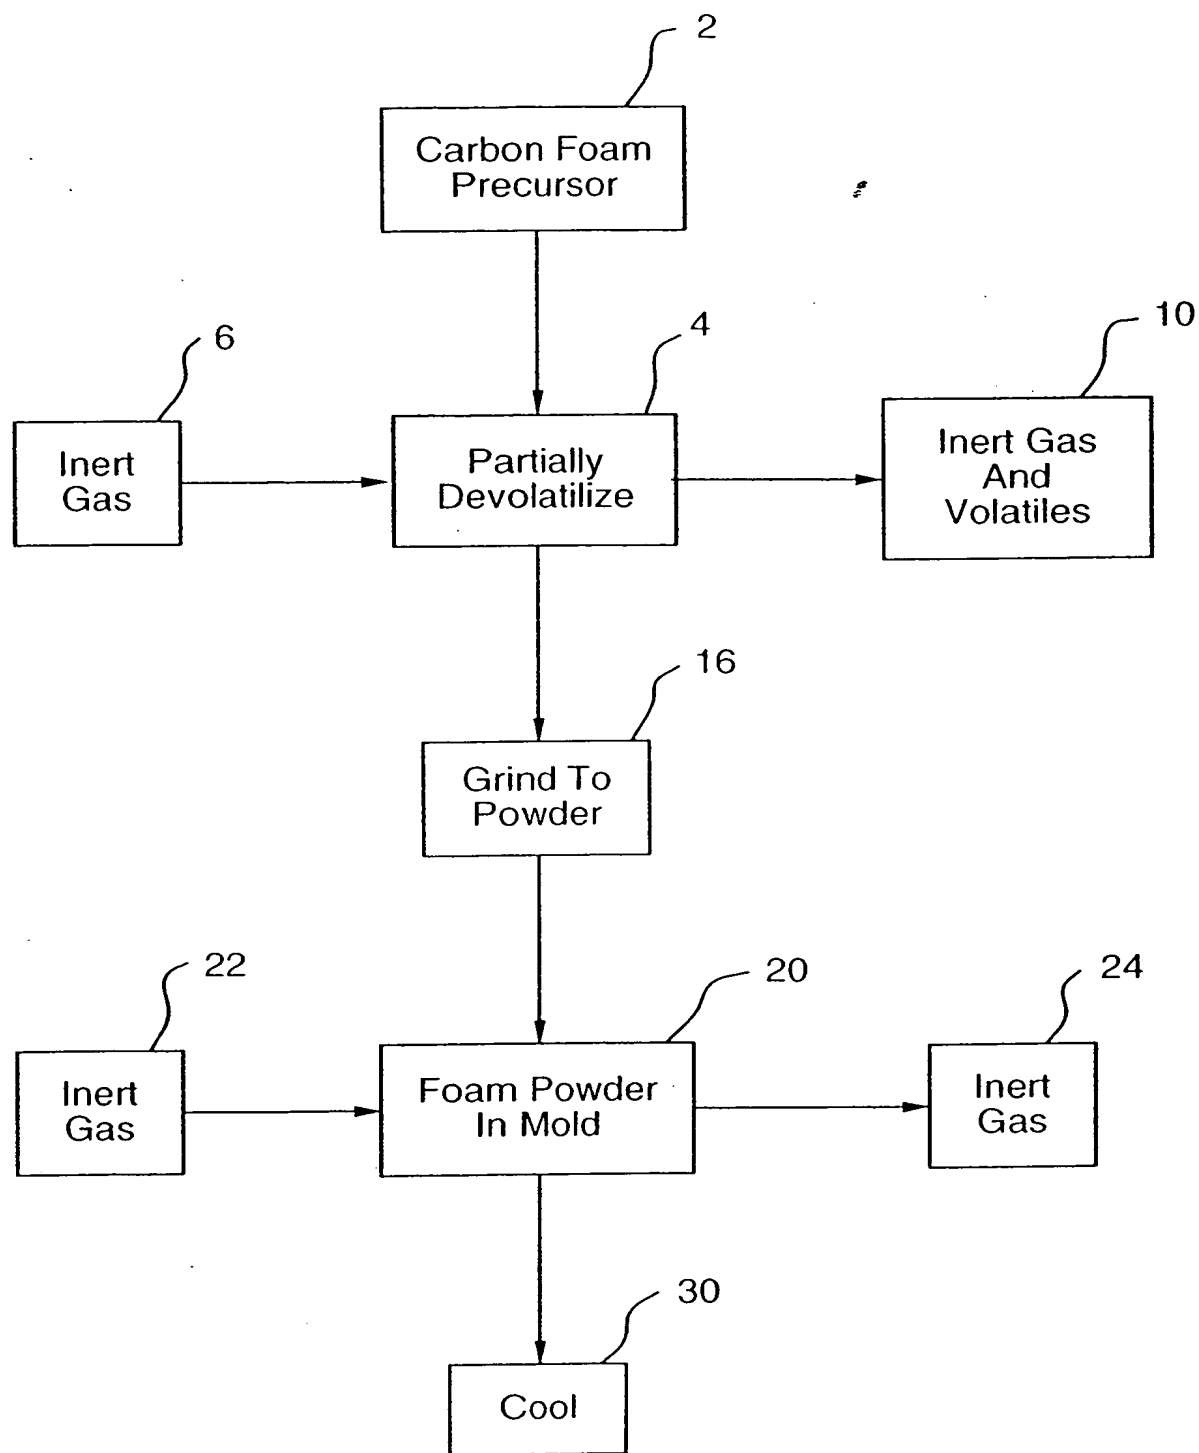 2
Carbon Foam
Precursor
6
4
10
Inert
Gas
Partially
Devolatilize
Inert Gas
And
Volatiles
16
Grind To
Powder
22
20
24
Inert
Gas
Foam Powder
In Mold
Inert
Gas
30
Cool